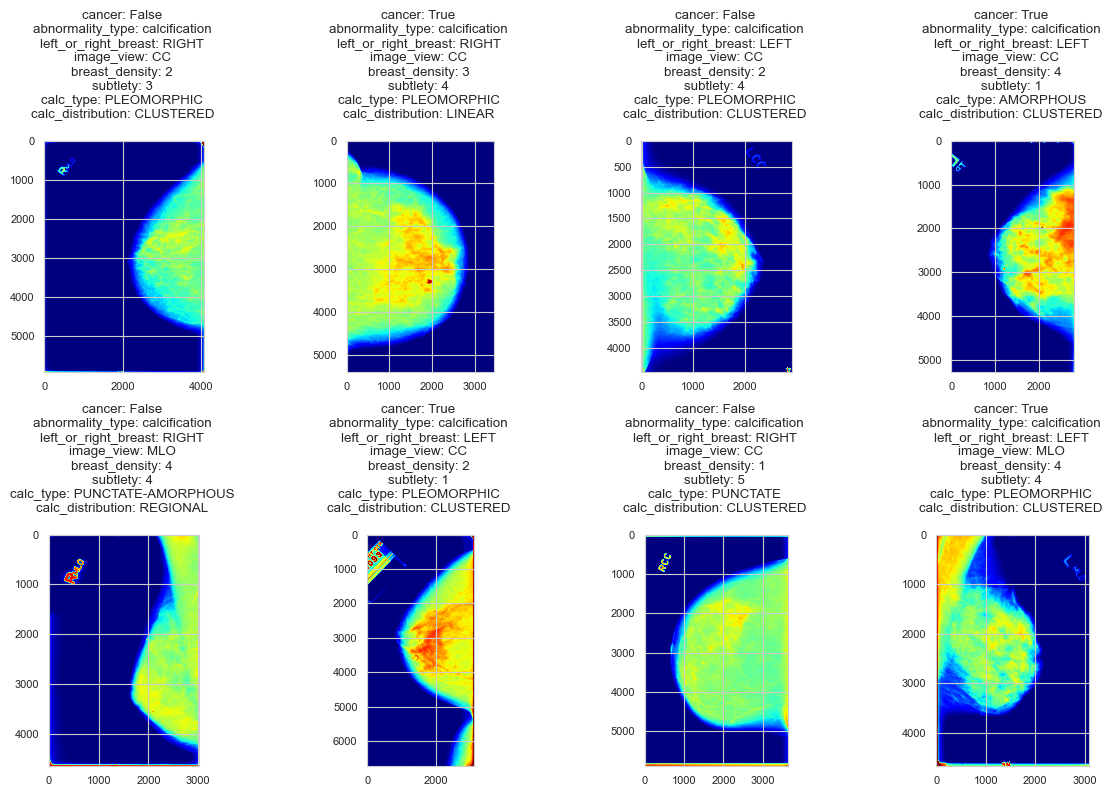 cancer: False
abnormality_type: calcification
left_or_right_breast: RIGHT
image_view: CC
breast_density: 2
subtlety: 3
calc_type: PLEOMORPHIC
calc_distribution: CLUSTERED
0
1000
2000
3000
4000
5000
0 2000 4000
cancer: True
abnormality_type: calcification
left_or_right_breast: RIGHT
image_view: CC
breast_density: 3
subtlety: 4
calc_type: PLEOMORPHIC
calc_distribution: LINEAR
0
1000
2000
3000
4000
5000
0 1000 2000 3000
cancer: False
abnormality_type: calcification
left_or_right_breast: LEFT
image_view: CC
breast_density: 2
subtlety: 4
calc_type: PLEOMORPHIC
calc_distribution: CLUSTERED
0
500
1000
1500
2000
2500
3000
3500
4000
0 1000 2000
cancer: True
abnormality_type: calcification
left_or_right_breast: LEFT
image_view: CC
breast_density: 4
subtlety: 1
calc_type: AMORPHOUS
calc_distribution: CLUSTERED
0
1000
2000
3000
4000
5000
0 1000 2000
cancer: False
abnormality_type: calcification
left_or_right_breast: RIGHT
image_view: MLO
breast_density: 4
subtlety: 4
calc_type: PUNCTATE-AMORPHOUS
calc_distribution: REGIONAL
0
1000
2000
3000
4000
0 1000 2000 3000
cancer: True
abnormality_type: calcification
left_or_right_breast: LEFT
image_view: CC
breast_density: 2
subtlety: 1
calc_type: PLEOMORPHIC
calc_distribution: CLUSTERED
0
1000
2000
3000
4000
5000
6000
0 2000
cancer: False
abnormality_type: calcification
left_or_right_breast: RIGHT
image_view: CC
breast_density: 1
subtlety: 5
calc_type: PUNCTATE
calc_distribution: CLUSTERED
0
1000
2000
3000
4000
5000
RCC
0 1000 2000 3000
cancer: True
abnormality_type: calcification
left_or_right_breast: LEFT
image_view: MLO
breast_density: 4
subtlety: 4
calc_type: PLEOMORPHIC
calc_distribution: CLUSTERED
0
1000
2000
3000
4000
0 1000 2000 3000